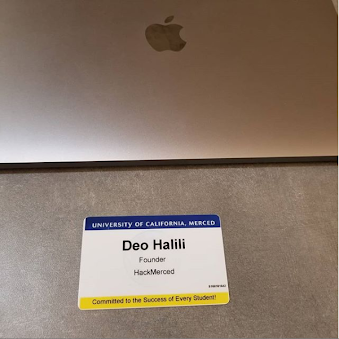 UNIVERSITY OF CALIFORNIA, MERCED
Deo Halili
Founder
HackMerced
Committed to the Success of Every Student!